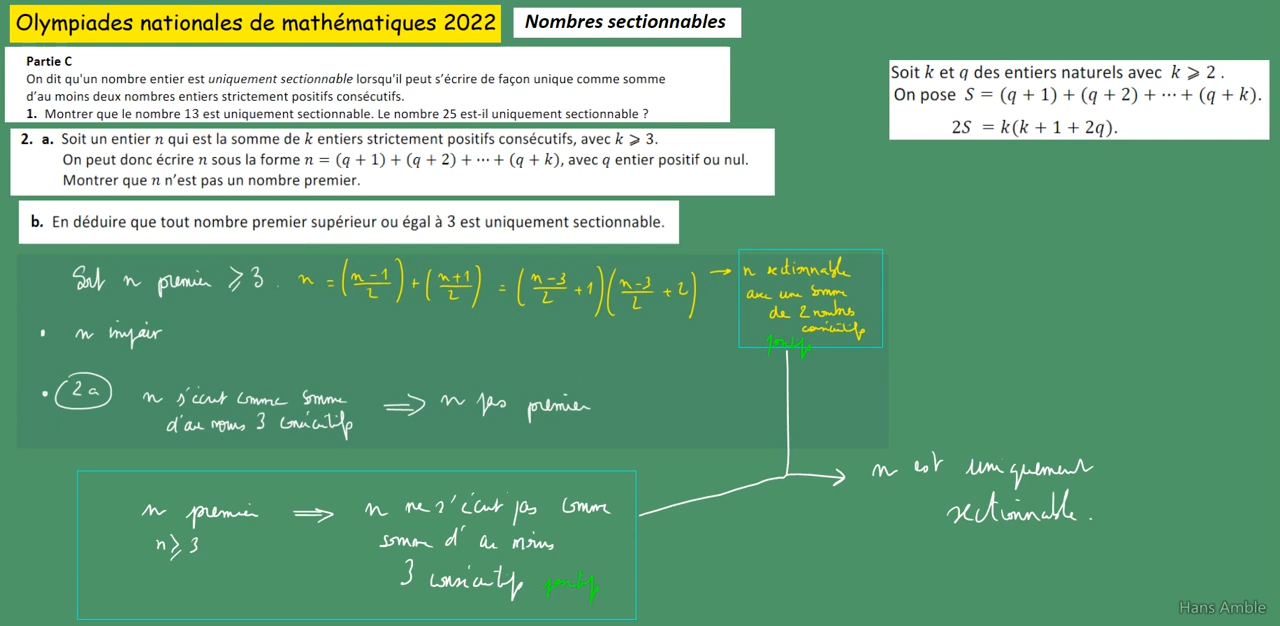 Olympiades nationales de mathématiques 2022
Nombres sectionnables
Partie C
On dit qu'un nombre entier est uniquement sectionnable lorsqu'il peut s'écrire de façon unique comme somme
d'au moins deux nombres entiers strictement positifs consécutifs.
1. Montrer que le nombre 13 est uniquement sectionnable. Le nombre 25 est-il uniquement sectionnable ?
Soit k et q des entiers naturels avec k ⩾ 2 .
On pose S = (q + 1) + (q + 2) + ⋯ + (q + k).
2S = k(k + 1 + 2q).
2. a. Soit un entier n qui est la somme de k entiers strictement positifs consécutifs, avec k ⩾ 3.
On peut donc écrire n sous la forme n = (q + 1) + (q + 2) + ⋯ + (q + k), avec q entier positif ou nul.
Montrer que n n'est pas un nombre premier.
b. En déduire que tout nombre premier supérieur ou égal à 3 est uniquement sectionnable.
Soit n premier ⩾ 3. n = ((n-1)/2) + ((n+1)/2) = ((n-3)/2 + 1)((n-3)/2 + 2) →
n sectionnable
avec une somme
de 2 nombres
consécutifs
positifs
• n impair
• 2a n s'écrit comme somme
d'au moins 3 consécutifs
⟹ n pas premier
n est uniquement
sectionnable.
n premier ⟹ n ne s'écrit pas comme
n ⩾ 3
somme d'au moins
3 consécutifs positifs
Hans Amble